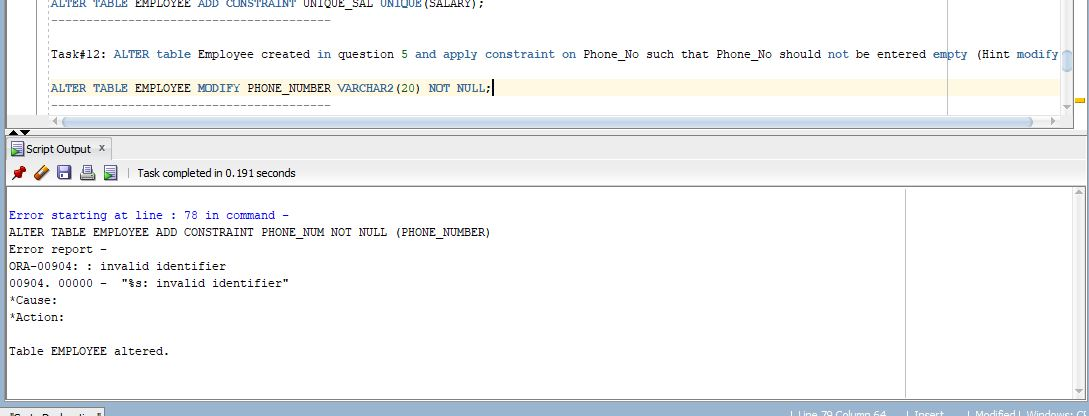 ALTER TABLE EMPLOYEE ADD CONSTRAINT UNIQUE_SAL UNIQUE(SALARY);
----------------------------------------
Task#12: ALTER table Employee created in question 5 and apply constraint on Phone_No such that Phone_No should not be entered empty (Hint modify
ALTER TABLE EMPLOYEE MODIFY PHONE_NUMBER VARCHAR2(20) NOT NULL;
----------------------------------------
Script Output x
Task completed in 0.191 seconds
Error starting at line : 78 in command -
ALTER TABLE EMPLOYEE ADD CONSTRAINT PHONE_NUM NOT NULL (PHONE_NUMBER)
Error report -
ORA-00904: : invalid identifier
00904. 00000 -  "%s: invalid identifier"
*Cause:
*Action:
Table EMPLOYEE altered.
Line 79 Column 64 | Insert | Modified | Windows: